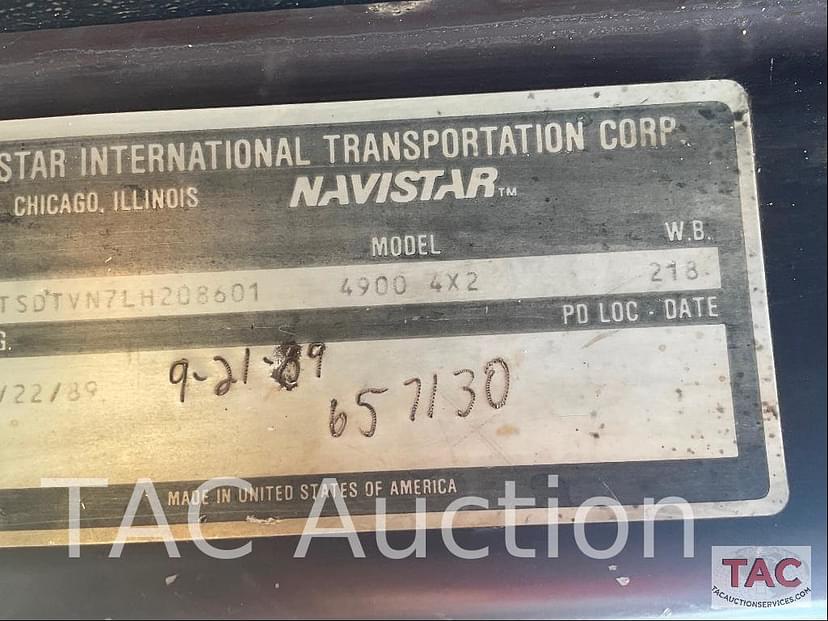 STAR INTERNATIONAL TRANSPORTATION CORP.
CHICAGO, ILLINOIS NAVISTAR™
MODEL W.B.
TSDTVN7LH208601 4900 4X2 218
G. PD LOC - DATE
/22/89 9-21-89 657130
MADE IN UNITED STATES OF AMERICA
TAC Auction
TAC
TACAUCTIONSERVICES.COM